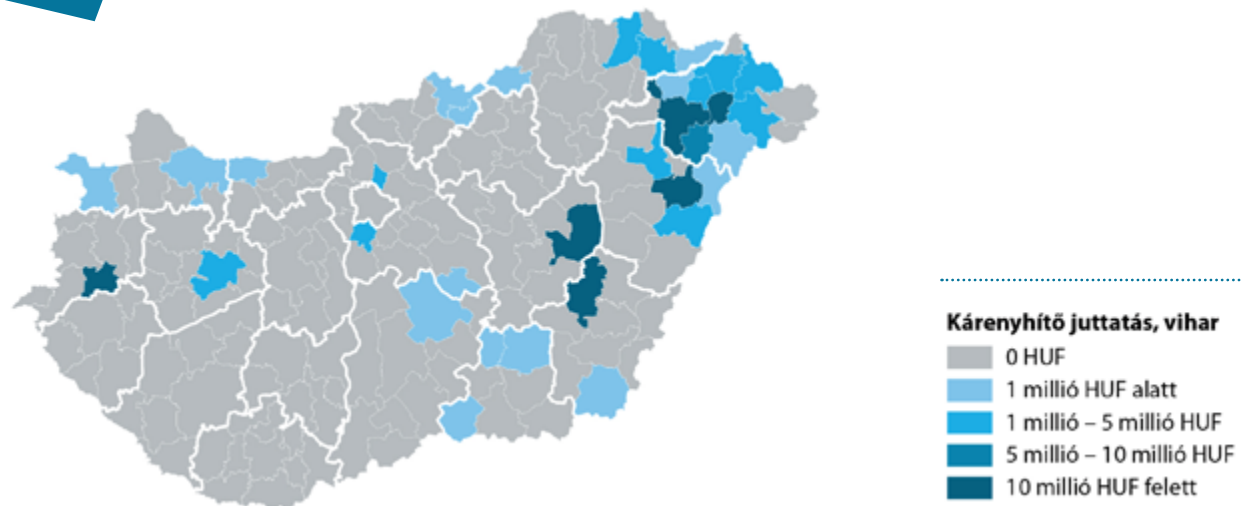 Kárenyhítő juttatás, vihar
0 HUF
1 millió HUF alatt
1 millió – 5 millió HUF
5 millió – 10 millió HUF
10 millió HUF felett